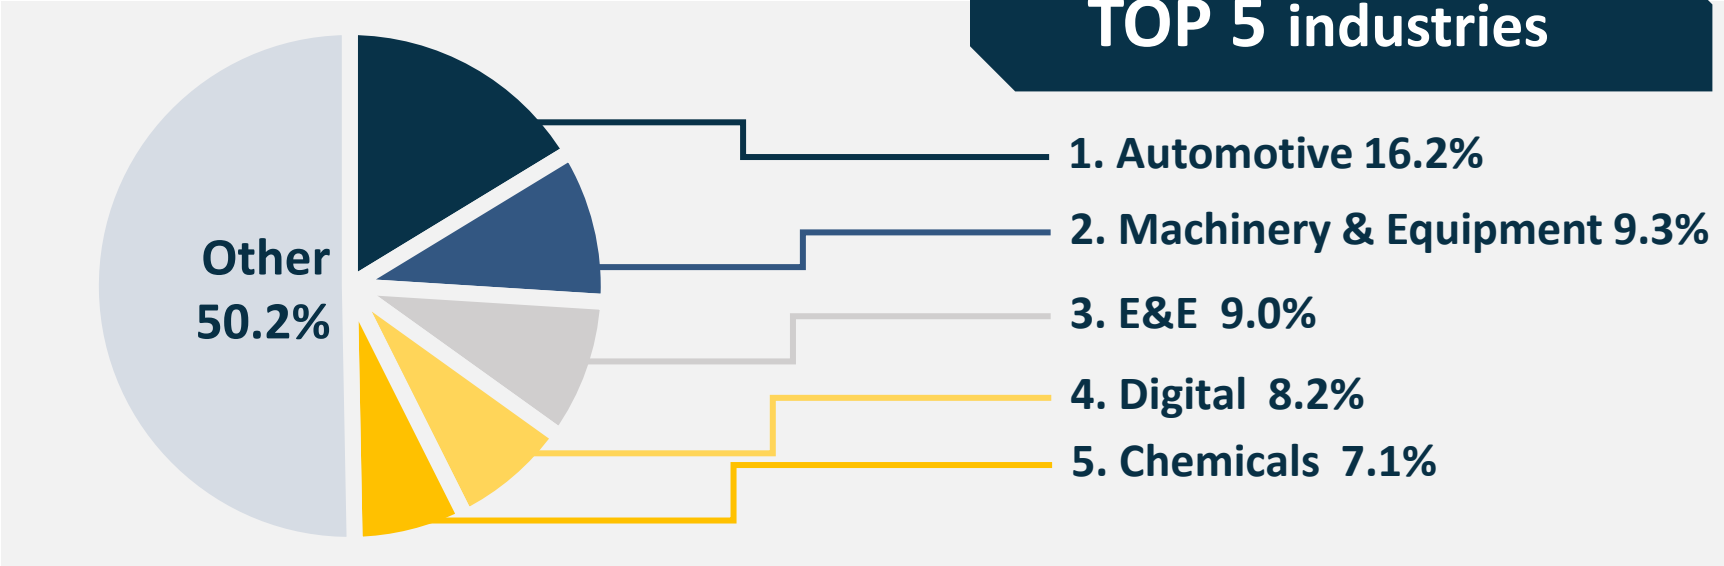 TOP 5 industries
1. Automotive 16.2%
2. Machinery & Equipment 9.3%
3. E&E 9.0%
4. Digital 8.2%
5. Chemicals 7.1%
Other
50.2%